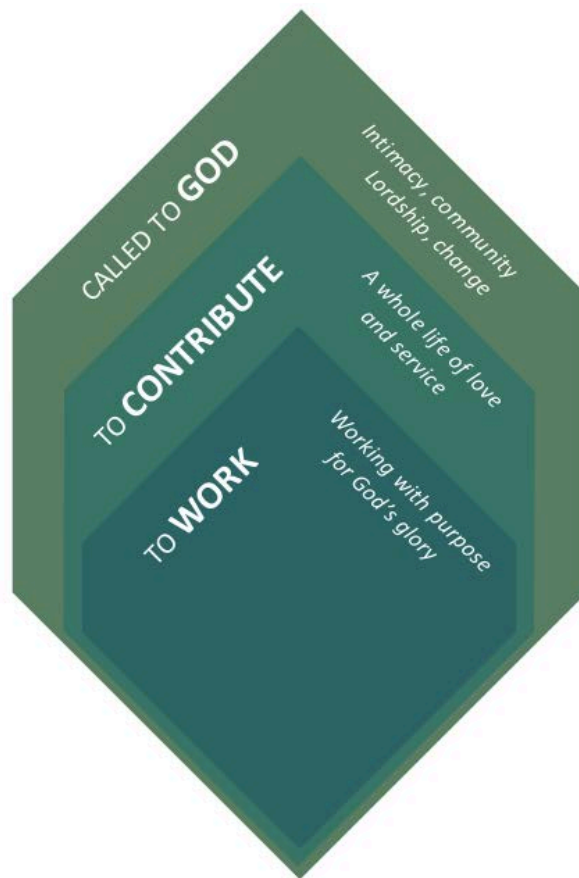 CALLED TO GOD
Intimacy, community
Lordship, change
TO CONTRIBUTE
A whole life of love
and service
TO WORK
Working with purpose
for God's glory